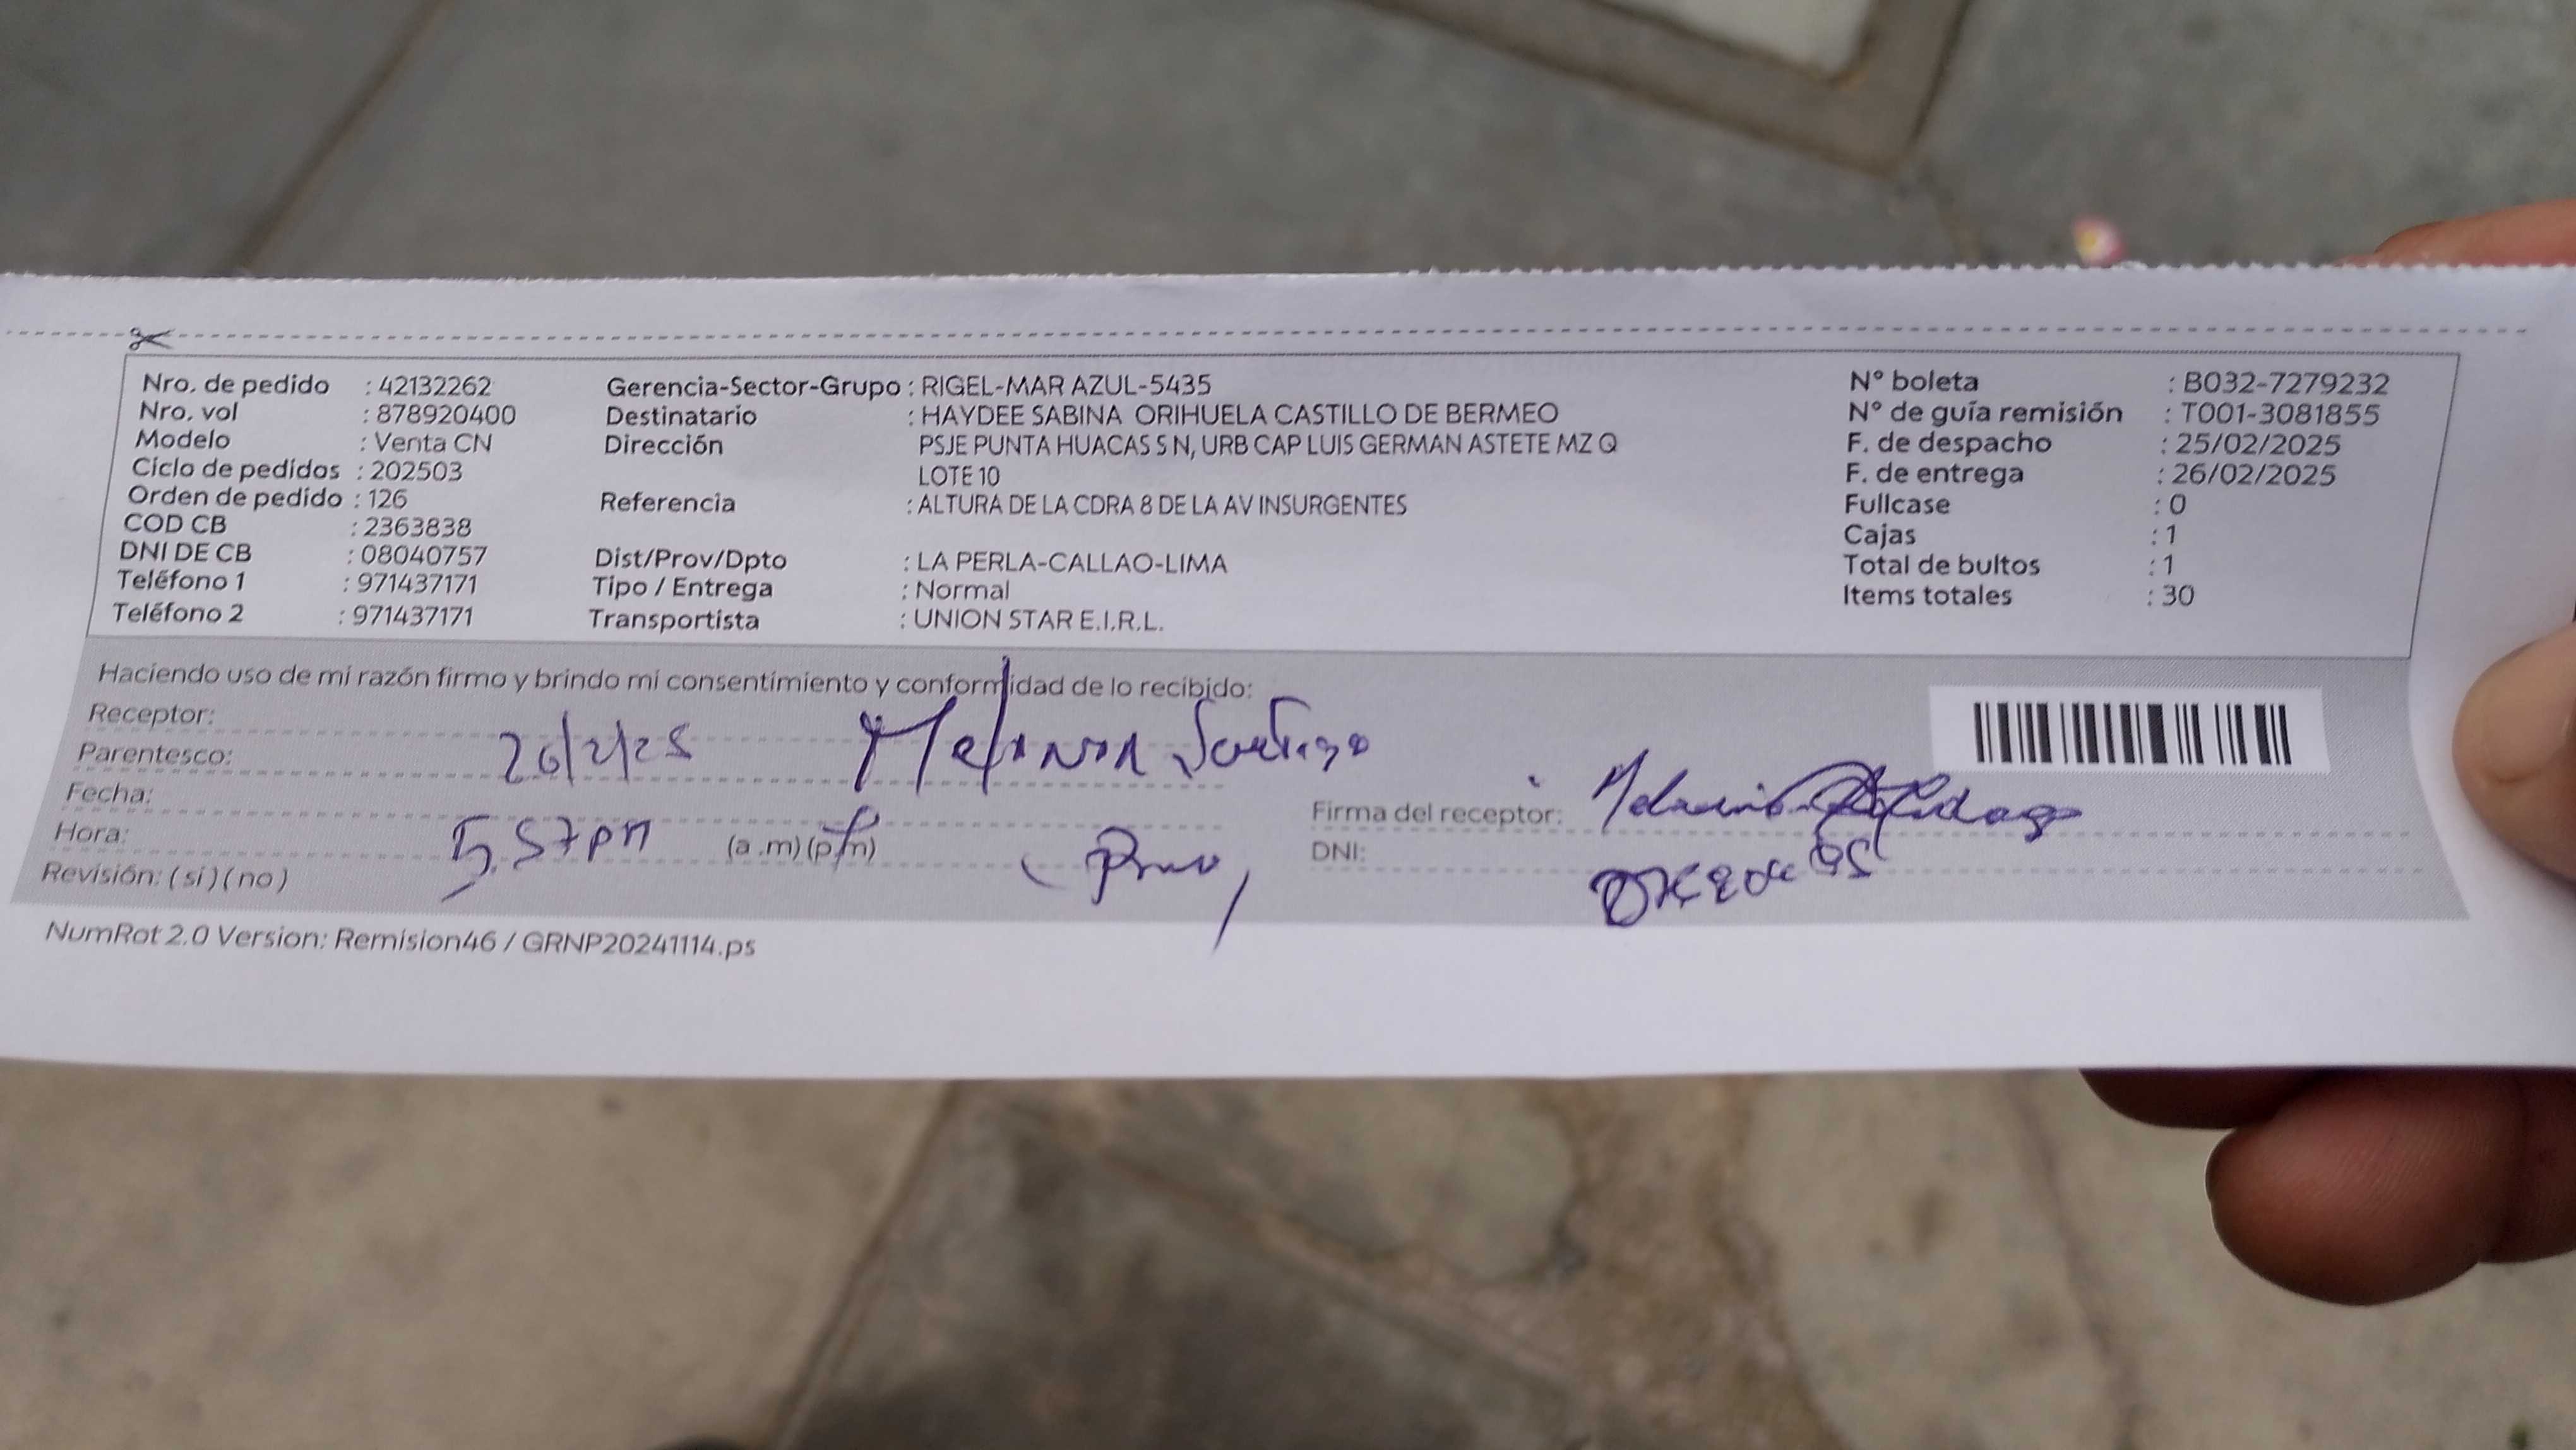 Nro. de pedido : 42132262 Gerencia-Sector-Grupo : RIGEL-MAR AZUL-5435 N° boleta : B032-7279232
Nro. vol : 878920400 Destinatario : HAYDEE SABINA ORIHUELA CASTILLO DE BERMEO N° de guía remisión : T001-3081855
Modelo : Venta CN Dirección PSJE PUNTA HUACAS S N, URB CAP LUIS GERMAN ASTETE MZ Q F. de despacho : 25/02/2025
Ciclo de pedidos : 202503 LOTE 10 F. de entrega : 26/02/2025
Orden de pedido : 126 Referencia : ALTURA DE LA CDRA 8 DE LA AV INSURGENTES Fullcase : 0
COD CB : 2363838 Cajas : 1
DNI DE CB : 08040757 Dist/Prov/Dpto : LA PERLA-CALLAO-LIMA Total de bultos : 1
Teléfono 1 : 971437171 Tipo / Entrega : Normal Items totales : 30
Teléfono 2 : 971437171 Transportista : UNION STAR E.I.R.L.
Haciendo uso de mi razón firmo y brindo mi consentimiento y conformidad de lo recibido:
Receptor:
Parentesco: 26/2/25
Fecha: Firma del receptor:
Hora: 5.57 pm (a .m) (p.m) DNI:
Revisión: ( sí ) ( no )
NumRot 2.0 Version: Remision46 / GRNP20241114.ps